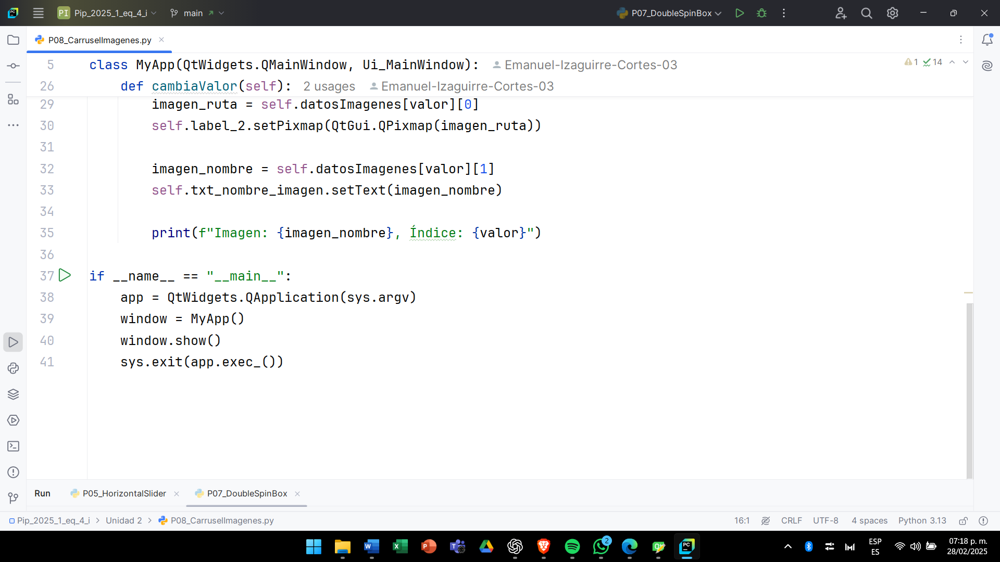 PI Pip_2025_1_eq_4_i main P07_DoubleSpinBox
P08_CarruselImagenes.py
5 class MyApp(QtWidgets.QMainWindow, Ui_MainWindow): Emanuel-Izaguirre-Cortes-03 1 14
26 def cambiaValor(self): 2 usages Emanuel-Izaguirre-Cortes-03
29 imagen_ruta = self.datosImagenes[valor][0]
30 self.label_2.setPixmap(QtGui.QPixmap(imagen_ruta))
31
32 imagen_nombre = self.datosImagenes[valor][1]
33 self.txt_nombre_imagen.setText(imagen_nombre)
34
35 print(f"Imagen: {imagen_nombre}, Índice: {valor}")
36
37 if __name__ == "__main__":
38 app = QtWidgets.QApplication(sys.argv)
39 window = MyApp()
40 window.show()
41 sys.exit(app.exec_())
Run P05_HorizontalSlider P07_DoubleSpinBox
Pip_2025_1_eq_4_i > Unidad 2 > P08_CarruselImagenes.py 16:1 CRLF UTF-8 4 spaces Python 3.13
ESP
ES
07:18 p. m.
28/02/2025
2